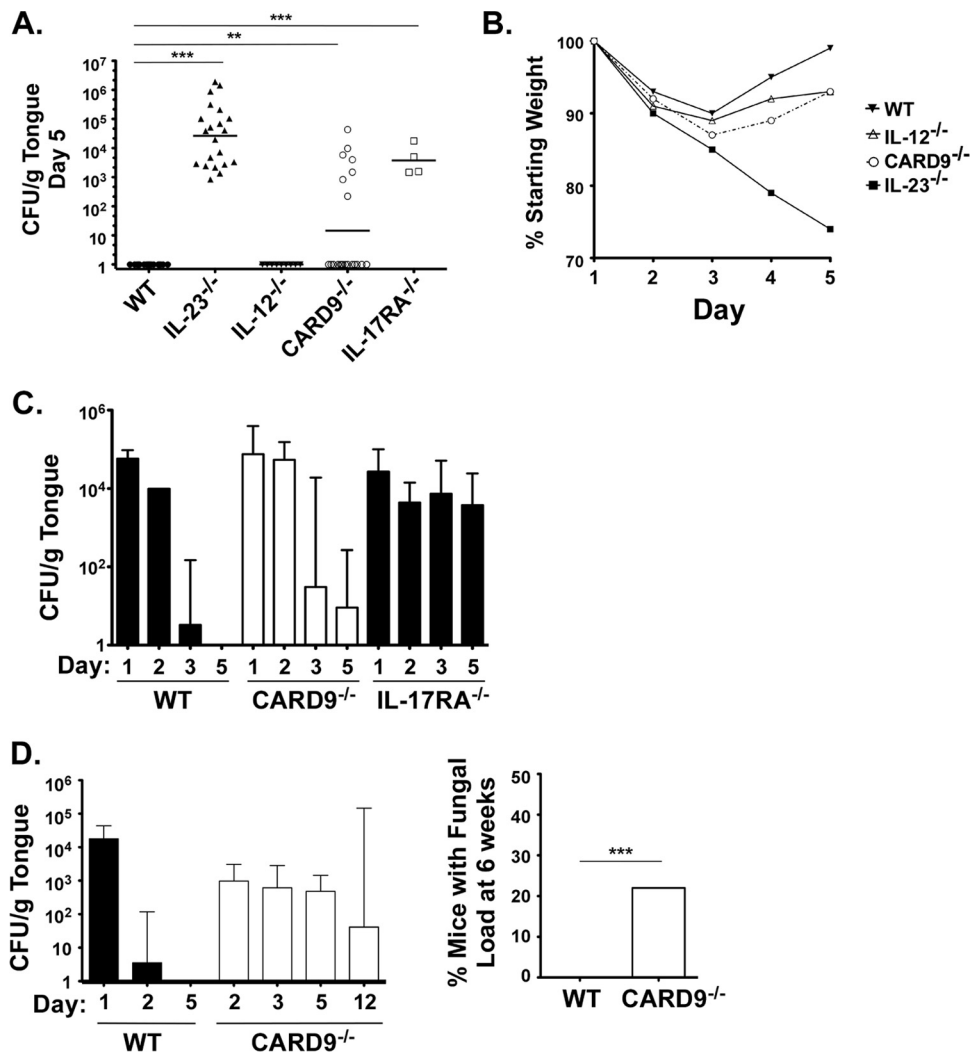 A.
***
**
***
CFU/g Tongue
Day 5
10^7
10^6
10^5
10^4
10^3
10^2
10
1
WT
IL-23-/-
IL-12-/-
CARD9-/-
IL-17RA-/-
B.
% Starting Weight
100
90
80
70
1 2 3 4 5
Day
WT
IL-12-/-
CARD9-/-
IL-23-/-
C.
CFU/g Tongue
10^6
10^4
10^2
1
Day: 1 2 3 5 1 2 3 5 1 2 3 5
WT CARD9-/- IL-17RA-/-
D.
CFU/g Tongue
10^6
10^5
10^4
10^3
10^2
10
1
Day: 1 2 5 2 3 5 12
WT CARD9-/-
% Mice with Fungal
Load at 6 weeks
50
40
30
20
10
0
***
WT CARD9-/-